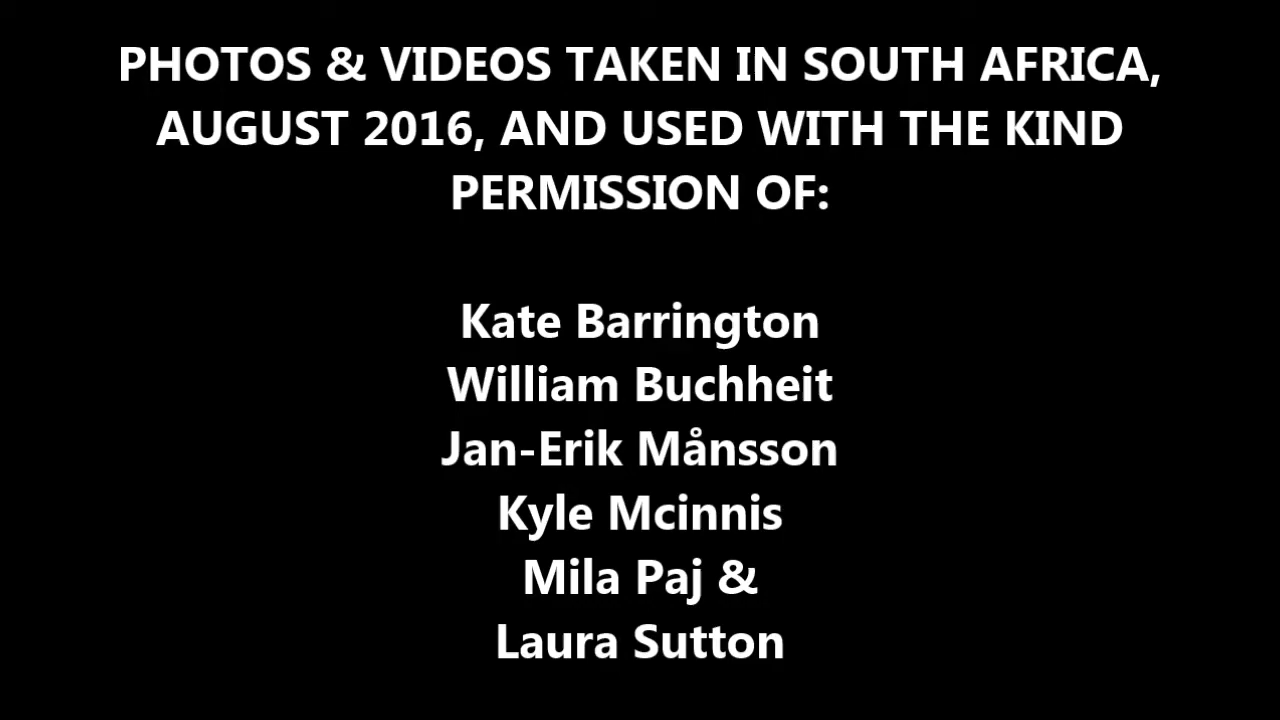 PHOTOS & VIDEOS TAKEN IN SOUTH AFRICA,
AUGUST 2016, AND USED WITH THE KIND
PERMISSION OF:
Kate Barrington
William Buchheit
Jan-Erik Månsson
Kyle Mcinnis
Mila Paj &
Laura Sutton